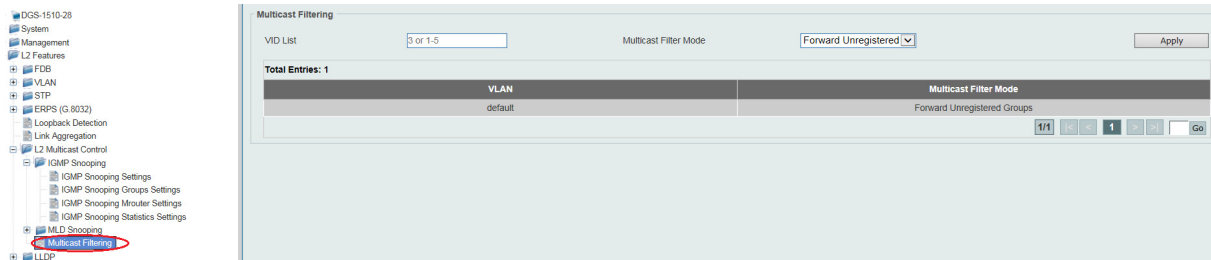 DGS-1510-28
System
Management
L2 Features
FDB
VLAN
STP
ERPS (G.8032)
Loopback Detection
Link Aggregation
L2 Multicast Control
IGMP Snooping
IGMP Snooping Settings
IGMP Snooping Groups Settings
IGMP Snooping Mrouter Settings
IGMP Snooping Statistics Settings
MLD Snooping
Multicast Filtering
LLDP
Multicast Filtering
VID List 3 or 1-5 Multicast Filter Mode Forward Unregistered Apply
Total Entries: 1
VLAN Multicast Filter Mode
default Forward Unregistered Groups
1/1 |< < 1 > >| Go